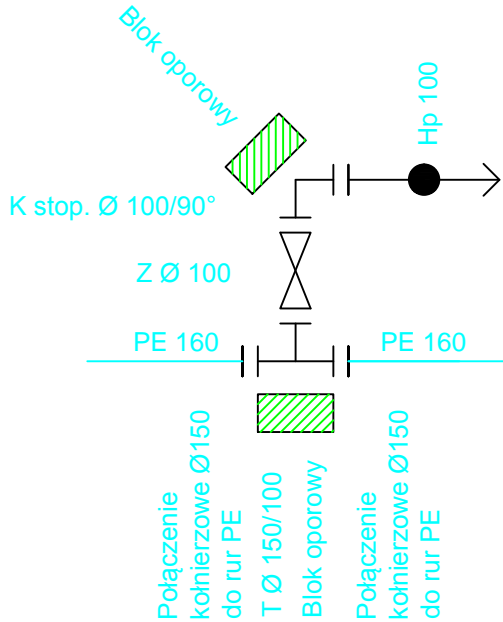 Blok oporowy
Hp 100
K stop. Ø 100/90°
Z Ø 100
PE 160
PE 160
Połączenie
kołnierzowe Ø150
do rur PE
T Ø 150/100
Blok oporowy
Połączenie
kołnierzowe Ø150
do rur PE